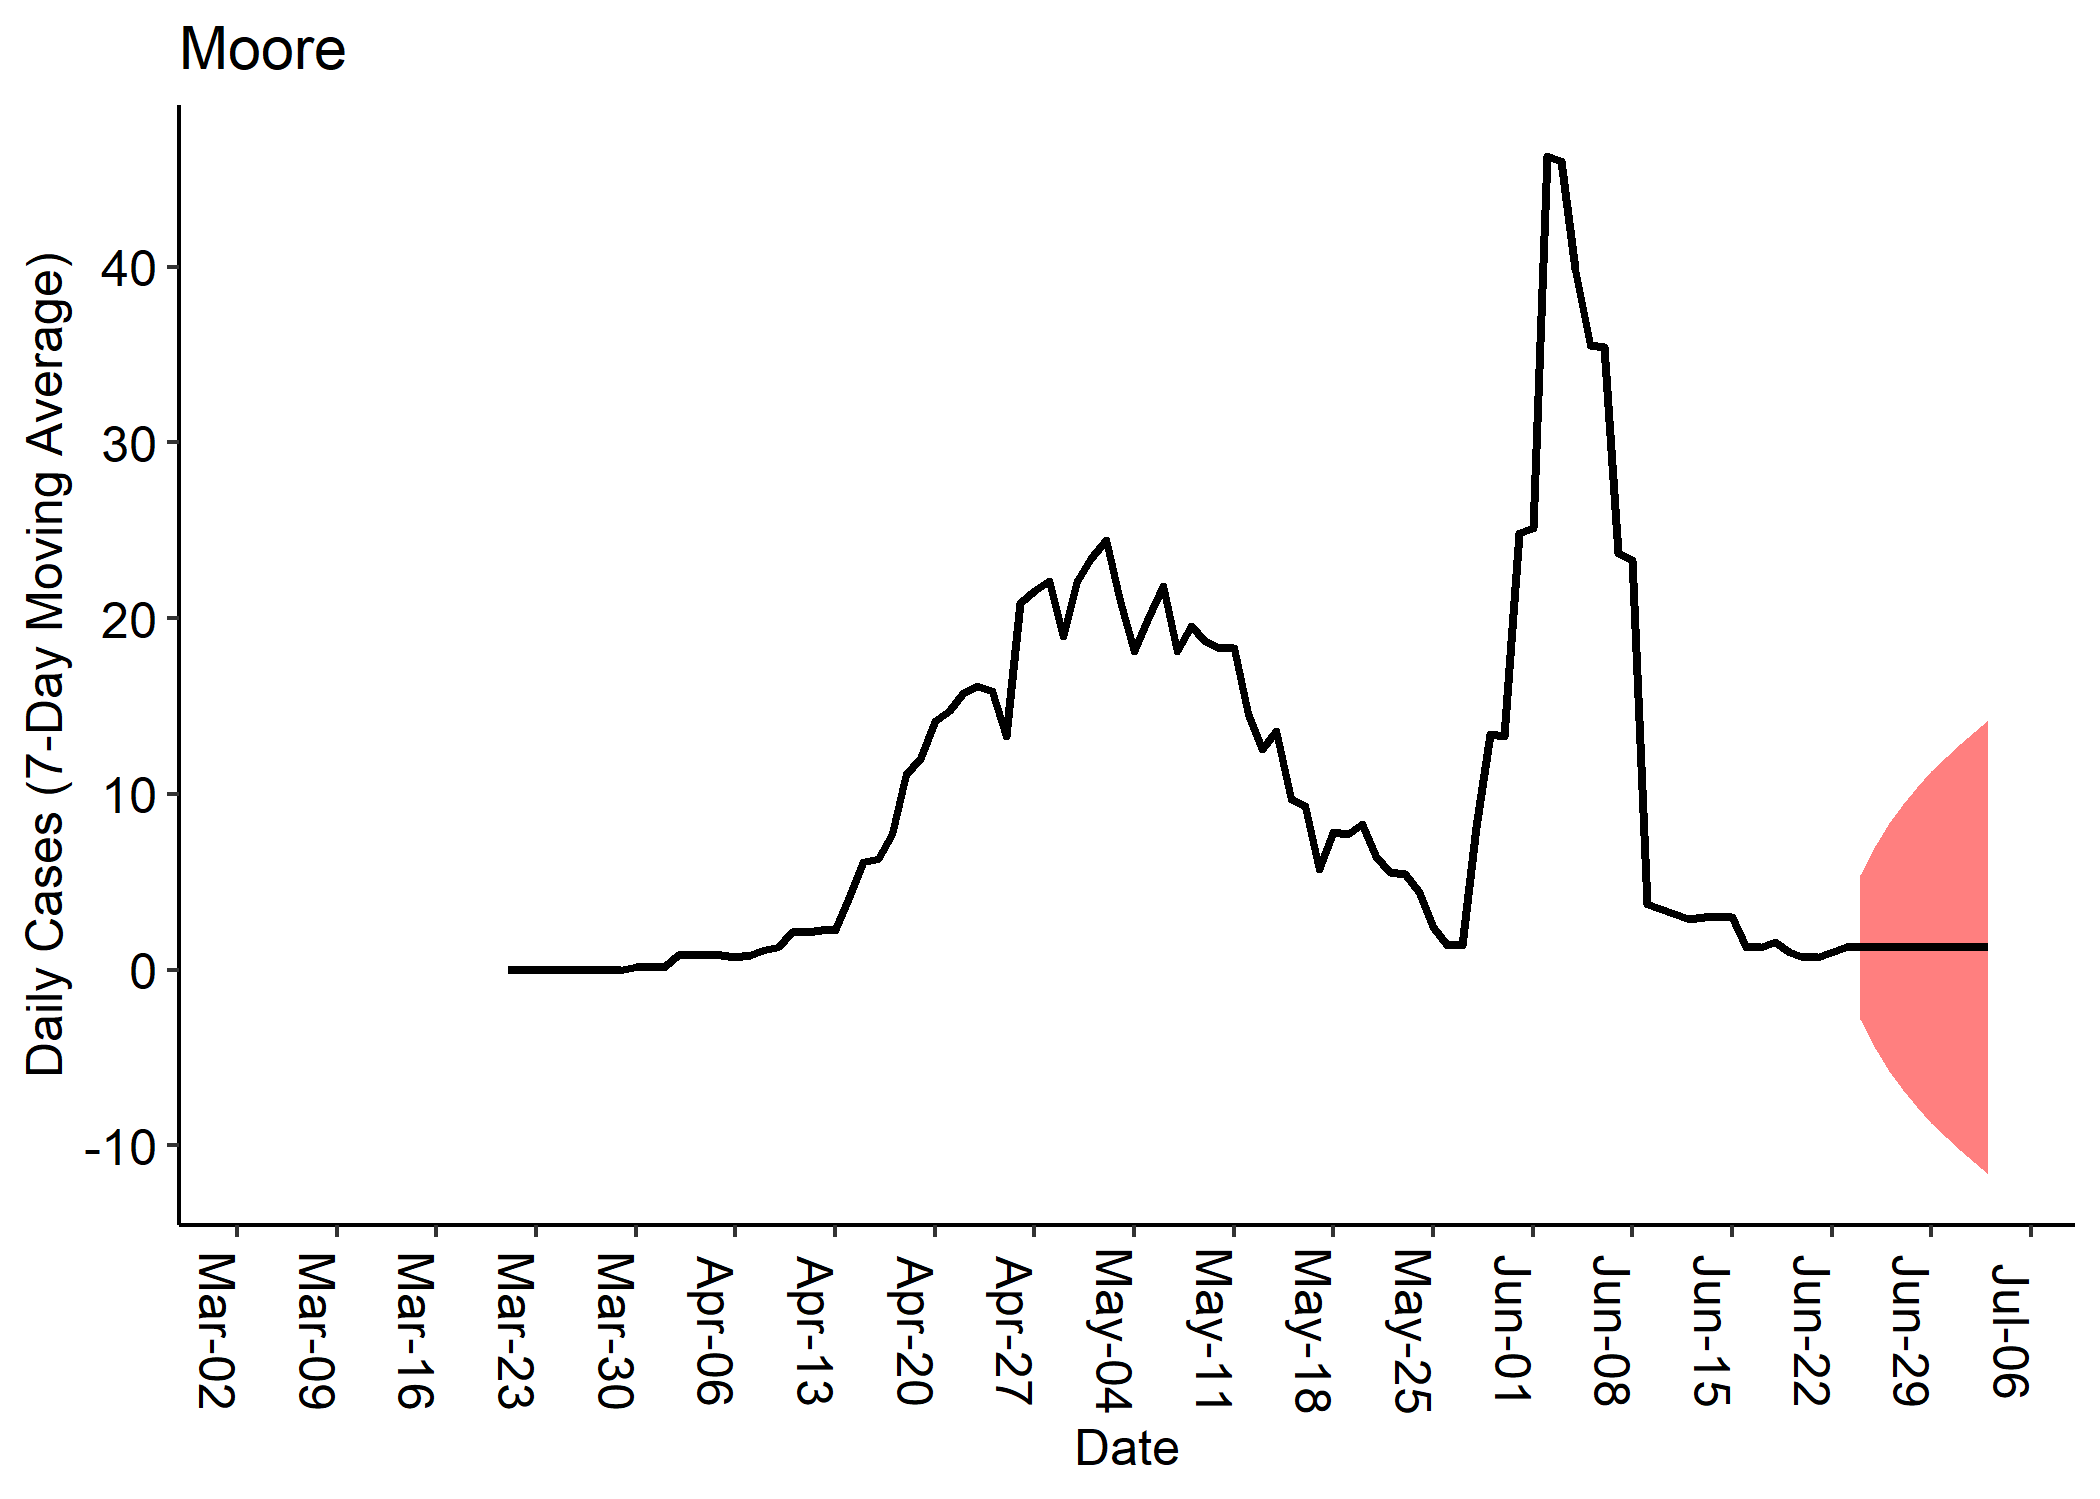 Moore
Daily Cases (7-Day Moving Average)
40
30
20
10
0
-10
Mar-02
Mar-09
Mar-16
Mar-23
Mar-30
Apr-06
Apr-13
Apr-20
Apr-27
May-04
May-11
May-18
May-25
Jun-01
Jun-08
Jun-15
Jun-22
Jun-29
Jul-06
Date